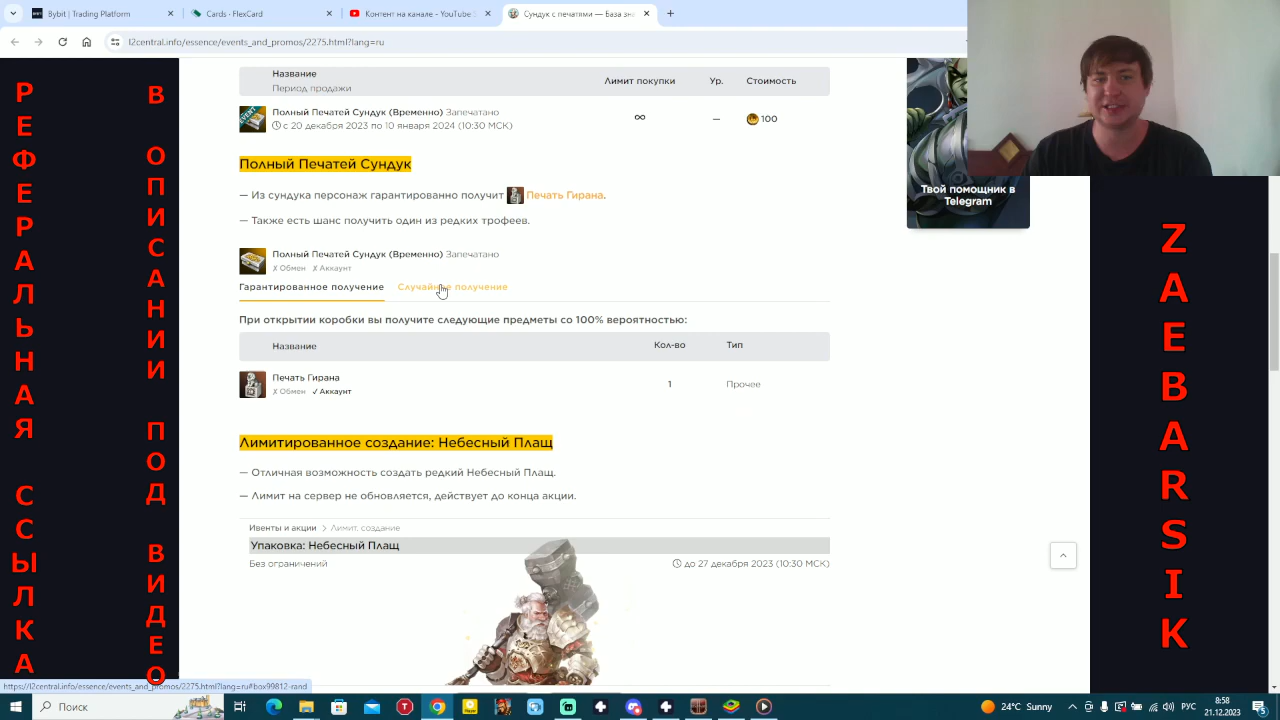 Bybit | Trading Platform
Cards - FlexCard
Контент на канале - YouTube
Сундук с печатями — База зна
l2central.info/essence/events_and_promos/2275.html?lang=ru
РЕФЕРАЛЬНАЯ ССЫЛКА
В ОПИСАНИИ ПОД ВИДЕО
Название
Период продажи
Лимит покупки
Ур.
Стоимость
EVENT
Полный Печатей Сундук (Временно) Запечатано
с 20 декабря 2023 по 10 января 2024 (10:30 МСК)
∞
—
100
Полный Печатей Сундук
— Из сундука персонаж гарантированно получит Печать Гирана.
— Также есть шанс получить один из редких трофеев.
Полный Печатей Сундук (Временно) Запечатано
✗ Обмен ✗ Аккаунт
Гарантированное получение
Случайное получение
При открытии коробки вы получите следующие предметы со 100% вероятностью:
Название
Кол-во
Тип
Печать Гирана
✗ Обмен ✓ Аккаунт
1
Прочее
Лимитированное создание: Небесный Плащ
— Отличная возможность создать редкий Небесный Плащ.
— Лимит на сервер не обновляется, действует до конца акции.
Ивенты и акции > Лимит. создание
Упаковка: Небесный Плащ
Без ограничений
до 27 декабря 2023 (10:30 МСК)
Твой помощник в
Telegram
ZAEBARSIK
https://l2central.info/essence/events_and_promos/2275.html?lang=ru#box99812-rand
Поиск
24°C Sunny
РУС
8:58
21.12.2023
5